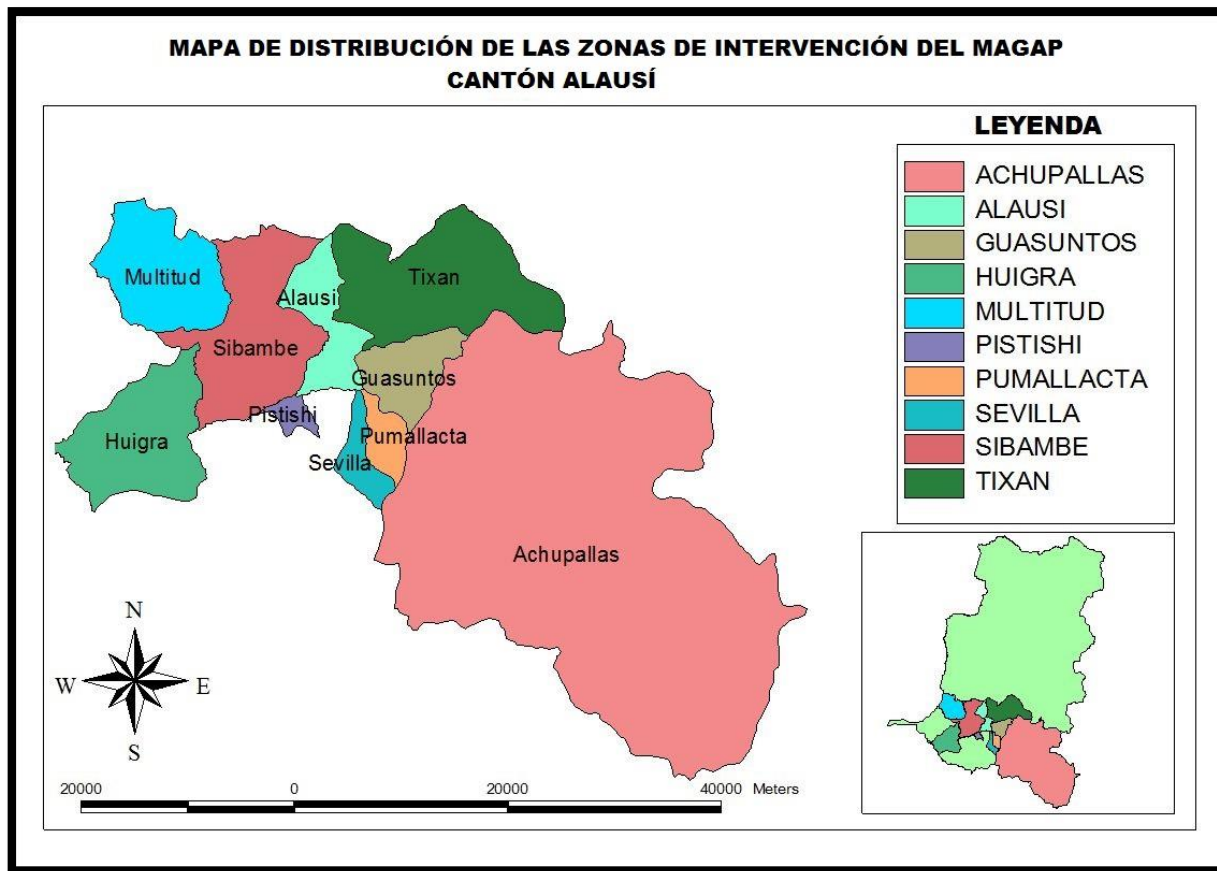 MAPA DE DISTRIBUCIÓN DE LAS ZONAS DE INTERVENCIÓN DEL MAGAP
CANTÓN ALAUSÍ
LEYENDA
ACHUPALLAS
ALAUSI
GUASUNTOS
HUIGRA
MULTITUD
PISTISHI
PUMALLACTA
SEVILLA
SIBAMBE
TIXAN
Multitud
Tixan
Alausi
Sibambe
Guasuntos
Pistishi
Huigra
Pumallacta
Sevilla
Achupallas
N
W E
S
20000 0 20000 40000 Meters